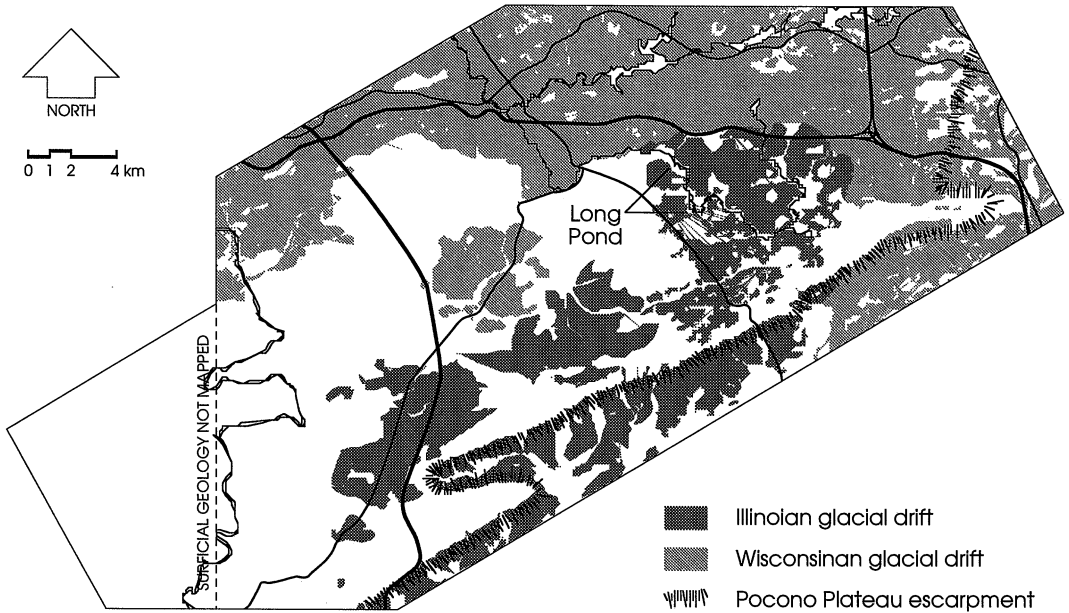 NORTH
0 1 2 4 km
Long
Pond
SURFICIAL GEOLOGY NOT MAPPED
Illinoian glacial drift
Wisconsinan glacial drift
Pocono Plateau escarpment